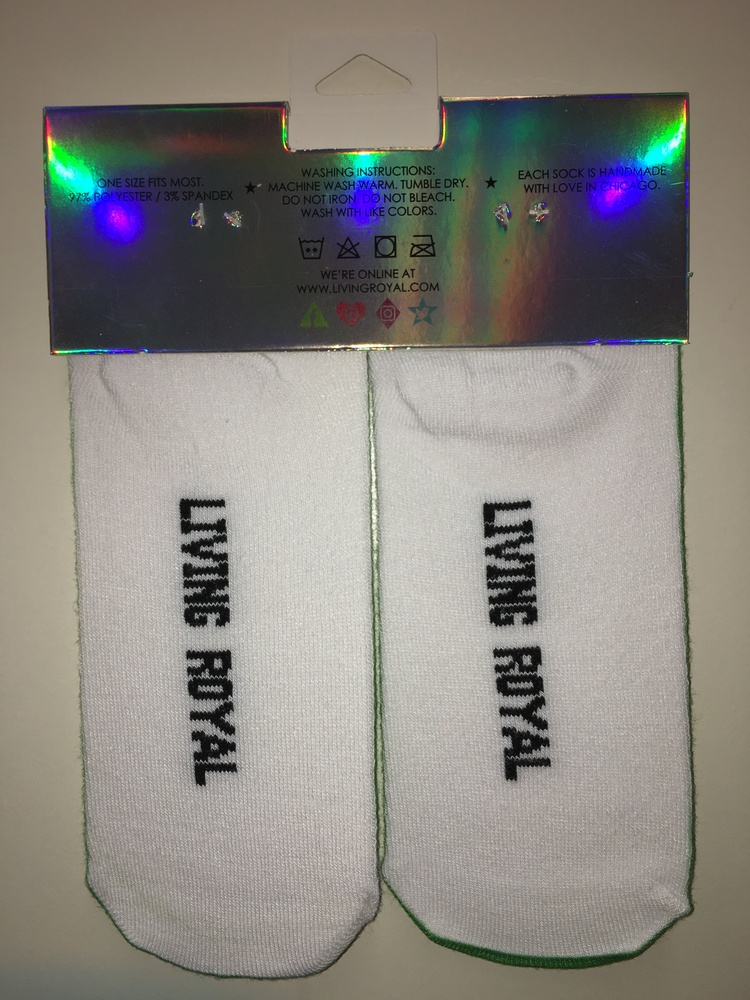 ONE SIZE FITS MOST.
97% POLYESTER / 3% SPANDEX
WASHING INSTRUCTIONS:
MACHINE WASH WARM. TUMBLE DRY.
DO NOT IRON. DO NOT BLEACH.
WASH WITH LIKE COLORS.
EACH SOCK IS HANDMADE
WITH LOVE IN CHICAGO.
WE'RE ONLINE AT
WWW.LIVINGROYAL.COM
LIVING ROYAL
LIVING ROYAL